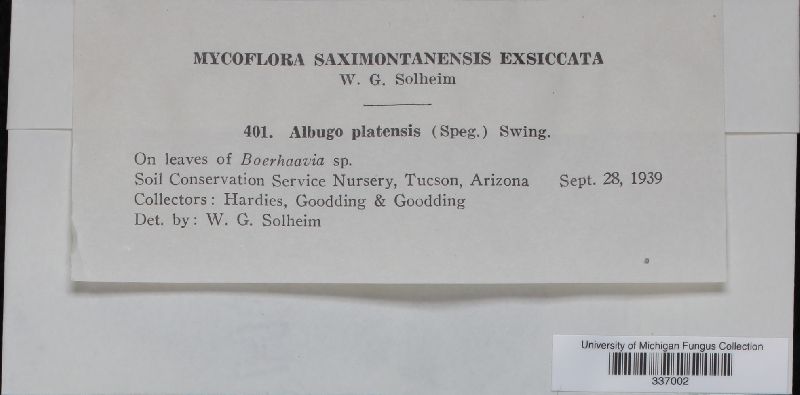 MYCOFLORA SAXIMONTANENSIS EXSICCATA
W. G. Solheim
401. Albugo platensis (Speg.) Swing.
On leaves of Boerhaavia sp.
Soil Conservation Service Nursery, Tucson, Arizona Sept. 28, 1939
Collectors: Hardies, Goodding & Goodding
Det. by: W. G. Solheim
University of Michigan Fungus Collection
337002